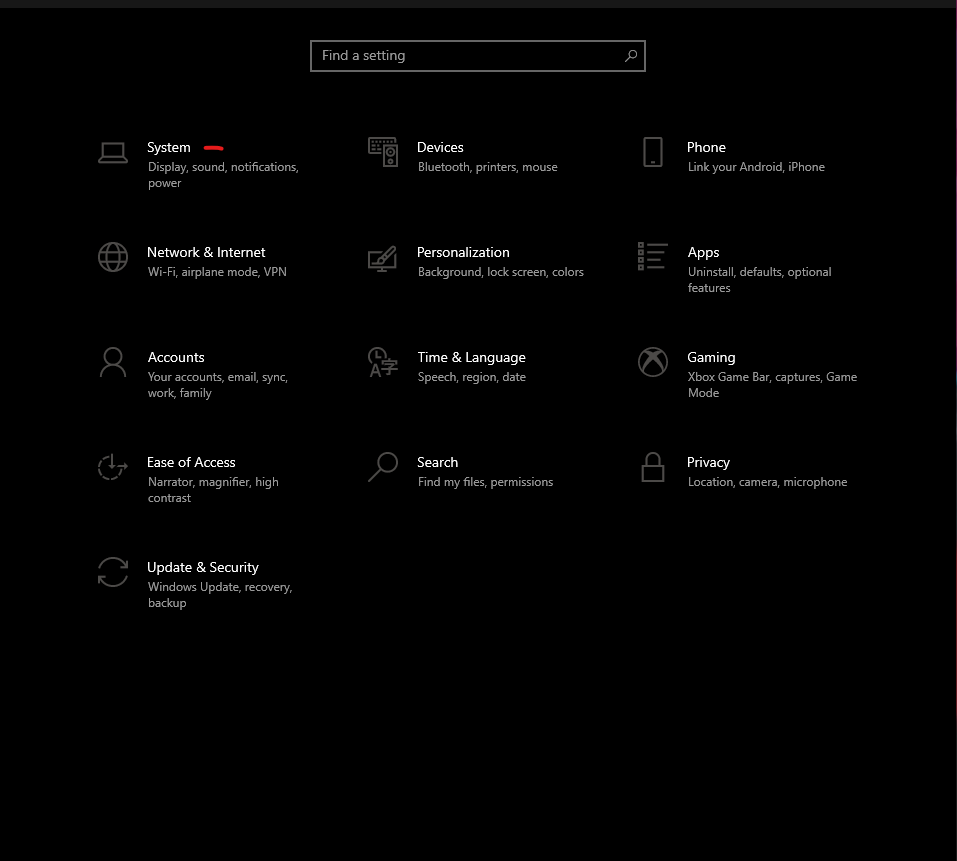 Find a setting
System
Display, sound, notifications,
power
Devices
Bluetooth, printers, mouse
Phone
Link your Android, iPhone
Network & Internet
Wi-Fi, airplane mode, VPN
Personalization
Background, lock screen, colors
Apps
Uninstall, defaults, optional
features
Accounts
Your accounts, email, sync,
work, family
Time & Language
Speech, region, date
Gaming
Xbox Game Bar, captures, Game
Mode
Ease of Access
Narrator, magnifier, high
contrast
Search
Find my files, permissions
Privacy
Location, camera, microphone
Update & Security
Windows Update, recovery,
backup